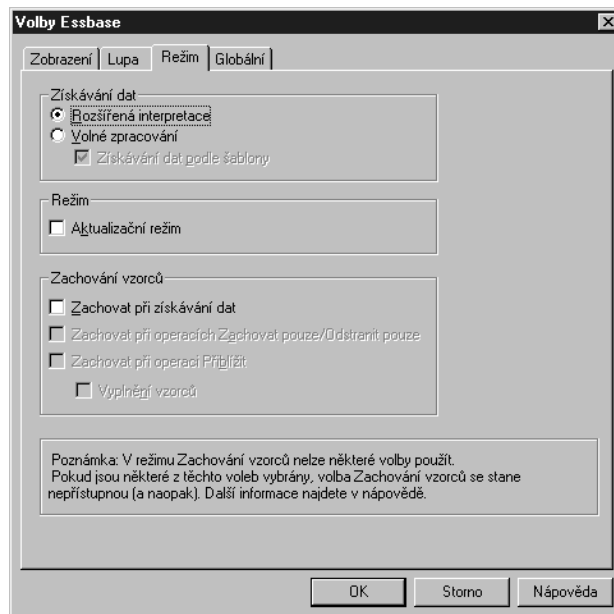 Volby Essbase
Zobrazení Lupa Režim Globální
Získávání dat
Rozšířená interpretace
Volné zpracování
Získávání dat podle šablony
Režim
Aktualizační režim
Zachování vzorců
Zachovat při získávání dat
Zachovat při operacích Zachovat pouze/Odstranit pouze
Zachovat při operaci Přiblížit
Vyplnění vzorců
Poznámka: V režimu Zachování vzorců nelze některé volby použít.
Pokud jsou některé z těchto voleb vybrány, volba Zachování vzorců se stane
nepřístupnou (a naopak). Další informace najdete v nápovědě.
OK Storno Nápověda